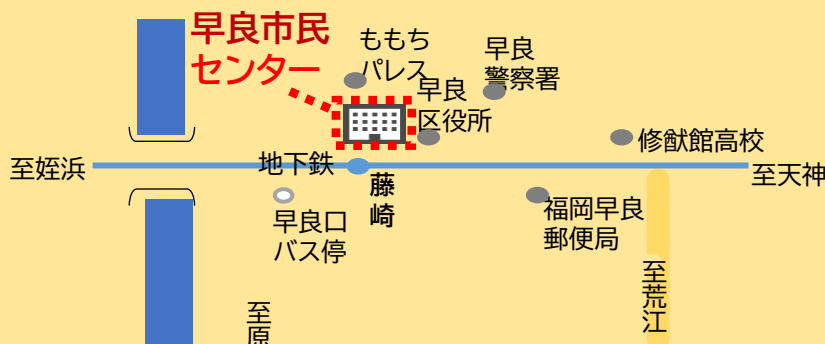 早良市民
センター
ももち
パレス
早良
警察署
早良
区役所
修猷館高校
至姪浜
地下鉄
至天神
藤崎
早良口
バス停
福岡早良
郵便局
至荒江
至原